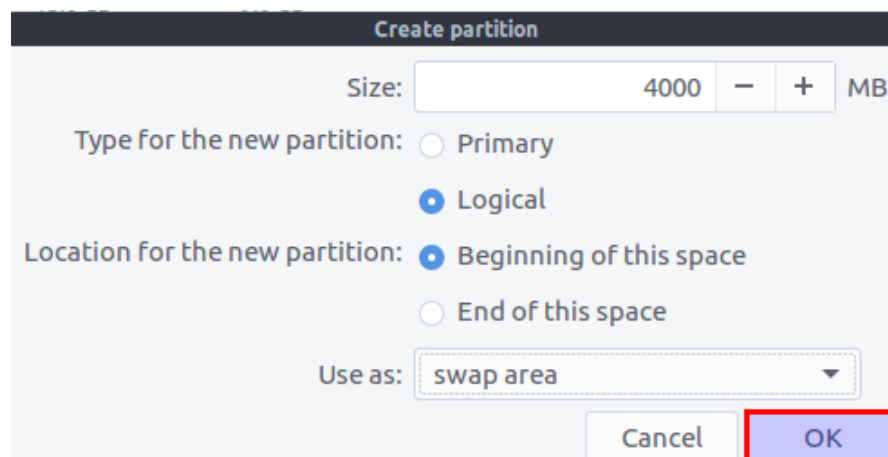 Create partition
Size: 4000 − + MB
Type for the new partition: Primary
Logical
Location for the new partition: Beginning of this space
End of this space
Use as: swap area
Cancel OK